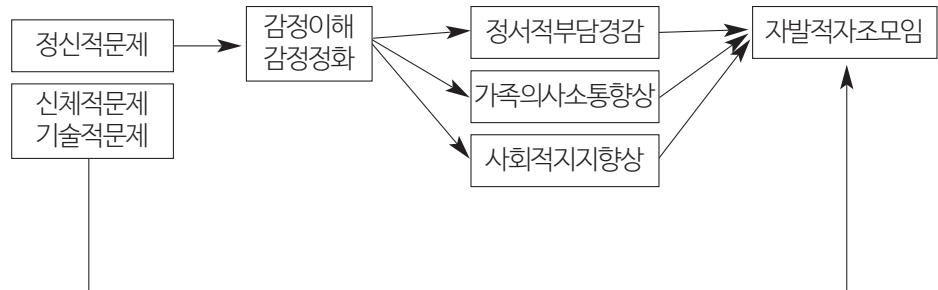 정신적문제
신체적문제
기술적문제
감정이해
감정정화
정서적부담경감
가족의사소통향상
사회적지지향상
자발적자조모임